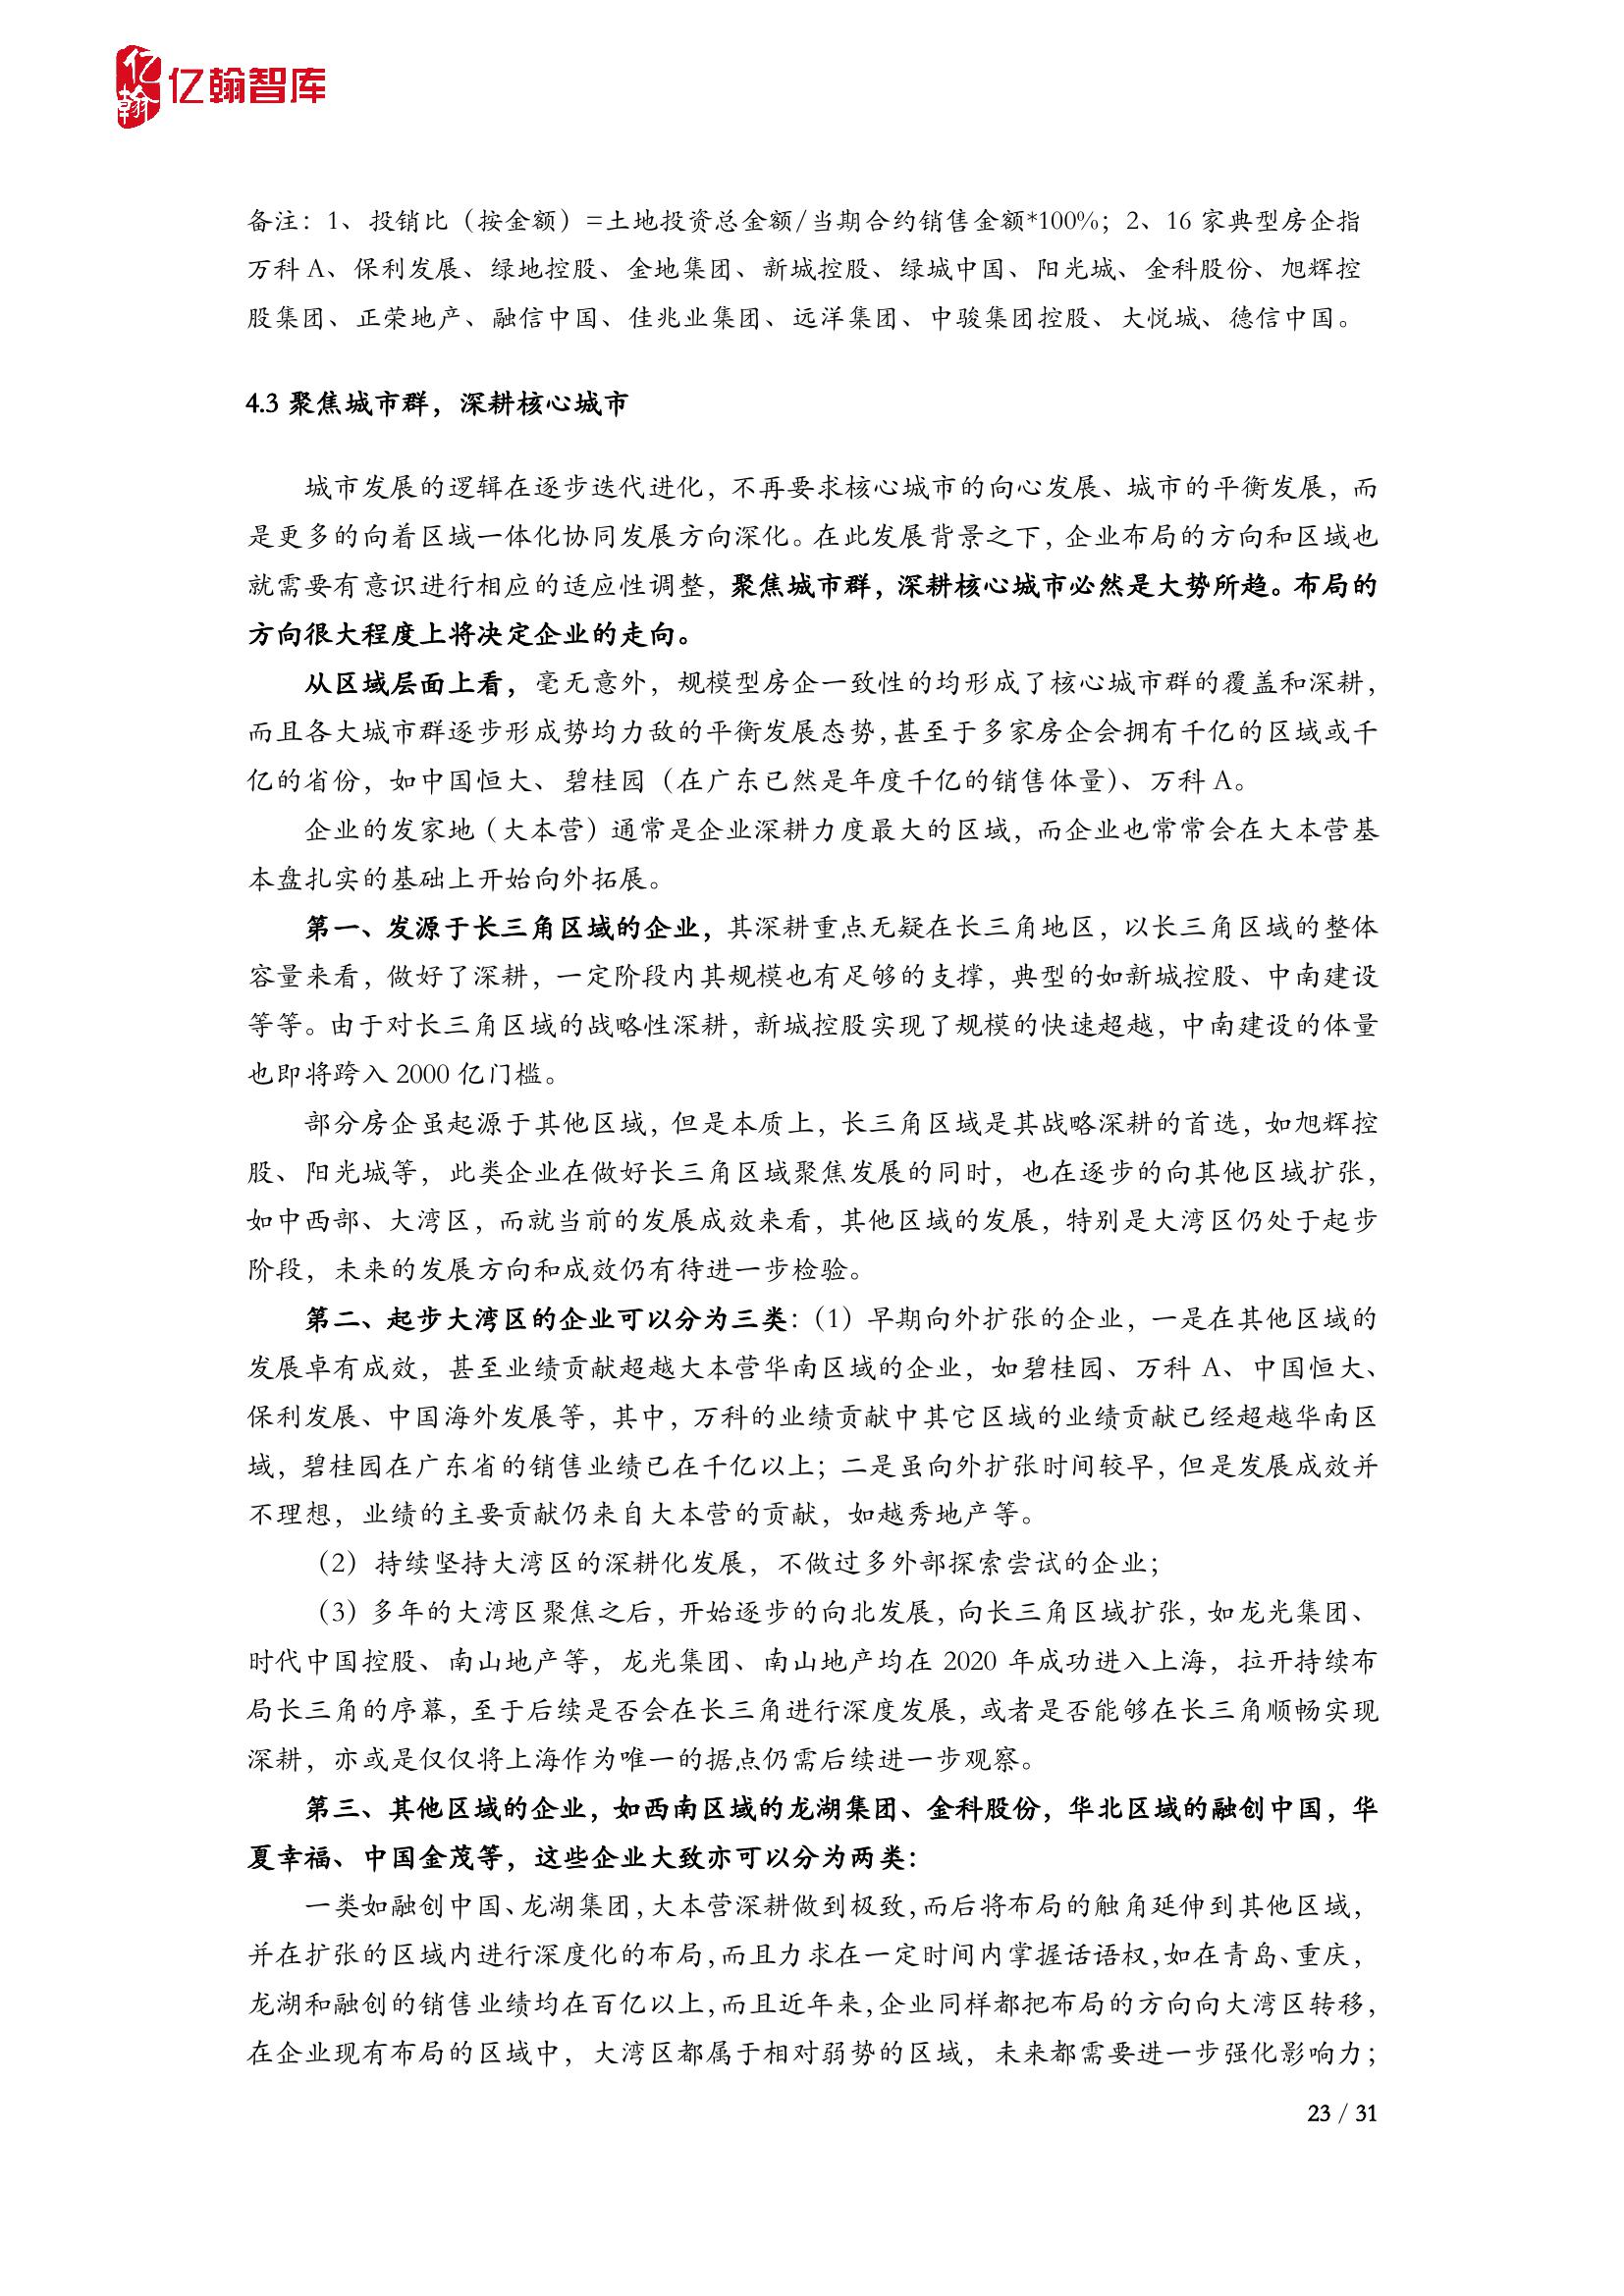 亿翰
亿翰智库
备注：1、投销比（按金额）=土地投资总金额/当期合约销售金额*100%；2、16 家典型房企指
万科 A、保利发展、绿地控股、金地集团、新城控股、绿城中国、阳光城、金科股份、旭辉控
股集团、正荣地产、融信中国、佳兆业集团、远洋集团、中骏集团控股、大悦城、德信中国。
4.3 聚焦城市群，深耕核心城市
城市发展的逻辑在逐步迭代进化，不再要求核心城市的向心发展、城市的平衡发展，而
是更多的向着区域一体化协同发展方向深化。在此发展背景之下，企业布局的方向和区域也
就需要有意识进行相应的适应性调整，聚焦城市群，深耕核心城市必然是大势所趋。布局的
方向很大程度上将决定企业的走向。
从区域层面上看，毫无意外，规模型房企一致性的均形成了核心城市群的覆盖和深耕，
而且各大城市群逐步形成势均力敌的平衡发展态势，甚至于多家房企会拥有千亿的区域或千
亿的省份，如中国恒大、碧桂园（在广东已然是年度千亿的销售体量）、万科 A。
企业的发家地（大本营）通常是企业深耕力度最大的区域，而企业也常常会在大本营基
本盘扎实的基础上开始向外拓展。
第一、发源于长三角区域的企业，其深耕重点无疑在长三角地区，以长三角区域的整体
容量来看，做好了深耕，一定阶段内其规模也有足够的支撑，典型的如新城控股、中南建设
等等。由于对长三角区域的战略性深耕，新城控股实现了规模的快速超越，中南建设的体量
也即将跨入 2000 亿门槛。
部分房企虽起源于其他区域，但是本质上，长三角区域是其战略深耕的首选，如旭辉控
股、阳光城等，此类企业在做好长三角区域聚焦发展的同时，也在逐步的向其他区域扩张，
如中西部、大湾区，而就当前的发展成效来看，其他区域的发展，特别是大湾区仍处于起步
阶段，未来的发展方向和成效仍有待进一步检验。
第二、起步大湾区的企业可以分为三类：（1）早期向外扩张的企业，一是在其他区域的
发展卓有成效，甚至业绩贡献超越大本营华南区域的企业，如碧桂园、万科 A、中国恒大、
保利发展、中国海外发展等，其中，万科的业绩贡献中其它区域的业绩贡献已经超越华南区
域，碧桂园在广东省的销售业绩已在千亿以上；二是虽向外扩张时间较早，但是发展成效并
不理想，业绩的主要贡献仍来自大本营的贡献，如越秀地产等。
（2）持续坚持大湾区的深耕化发展，不做过多外部探索尝试的企业；
（3）多年的大湾区聚焦之后，开始逐步的向北发展，向长三角区域扩张，如龙光集团、
时代中国控股、南山地产等，龙光集团、南山地产均在 2020 年成功进入上海，拉开持续布
局长三角的序幕，至于后续是否会在长三角进行深度发展，或者是否能够在长三角顺畅实现
深耕，亦或是仅仅将上海作为唯一的据点仍需后续进一步观察。
第三、其他区域的企业，如西南区域的龙湖集团、金科股份，华北区域的融创中国，华
夏幸福、中国金茂等，这些企业大致亦可以分为两类：
一类如融创中国、龙湖集团，大本营深耕做到极致，而后将布局的触角延伸到其他区域，
并在扩张的区域内进行深度化的布局，而且力求在一定时间内掌握话语权，如在青岛、重庆，
龙湖和融创的销售业绩均在百亿以上，而且近年来，企业同样都把布局的方向向大湾区转移，
在企业现有布局的区域中，大湾区都属于相对弱势的区域，未来都需要进一步强化影响力；
23 / 31